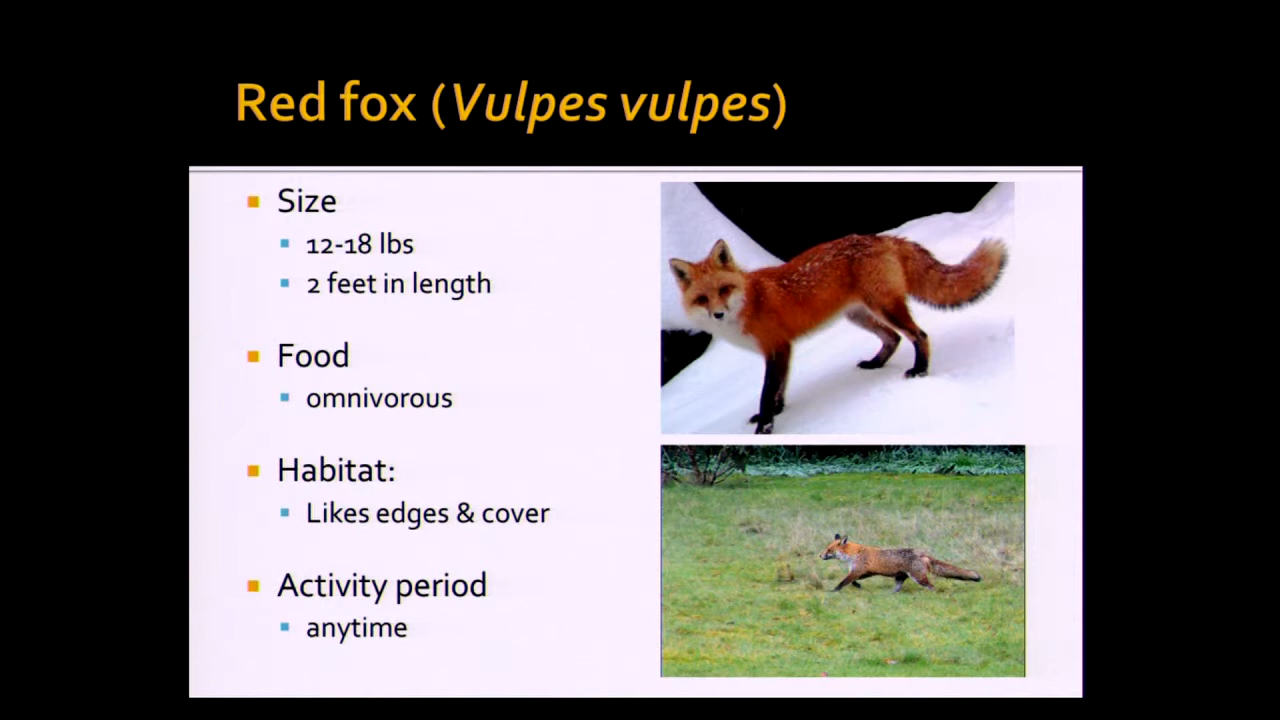 Red fox (Vulpes vulpes)
Size
12-18 lbs
2 feet in length
Food
omnivorous
Habitat:
Likes edges & cover
Activity period
anytime